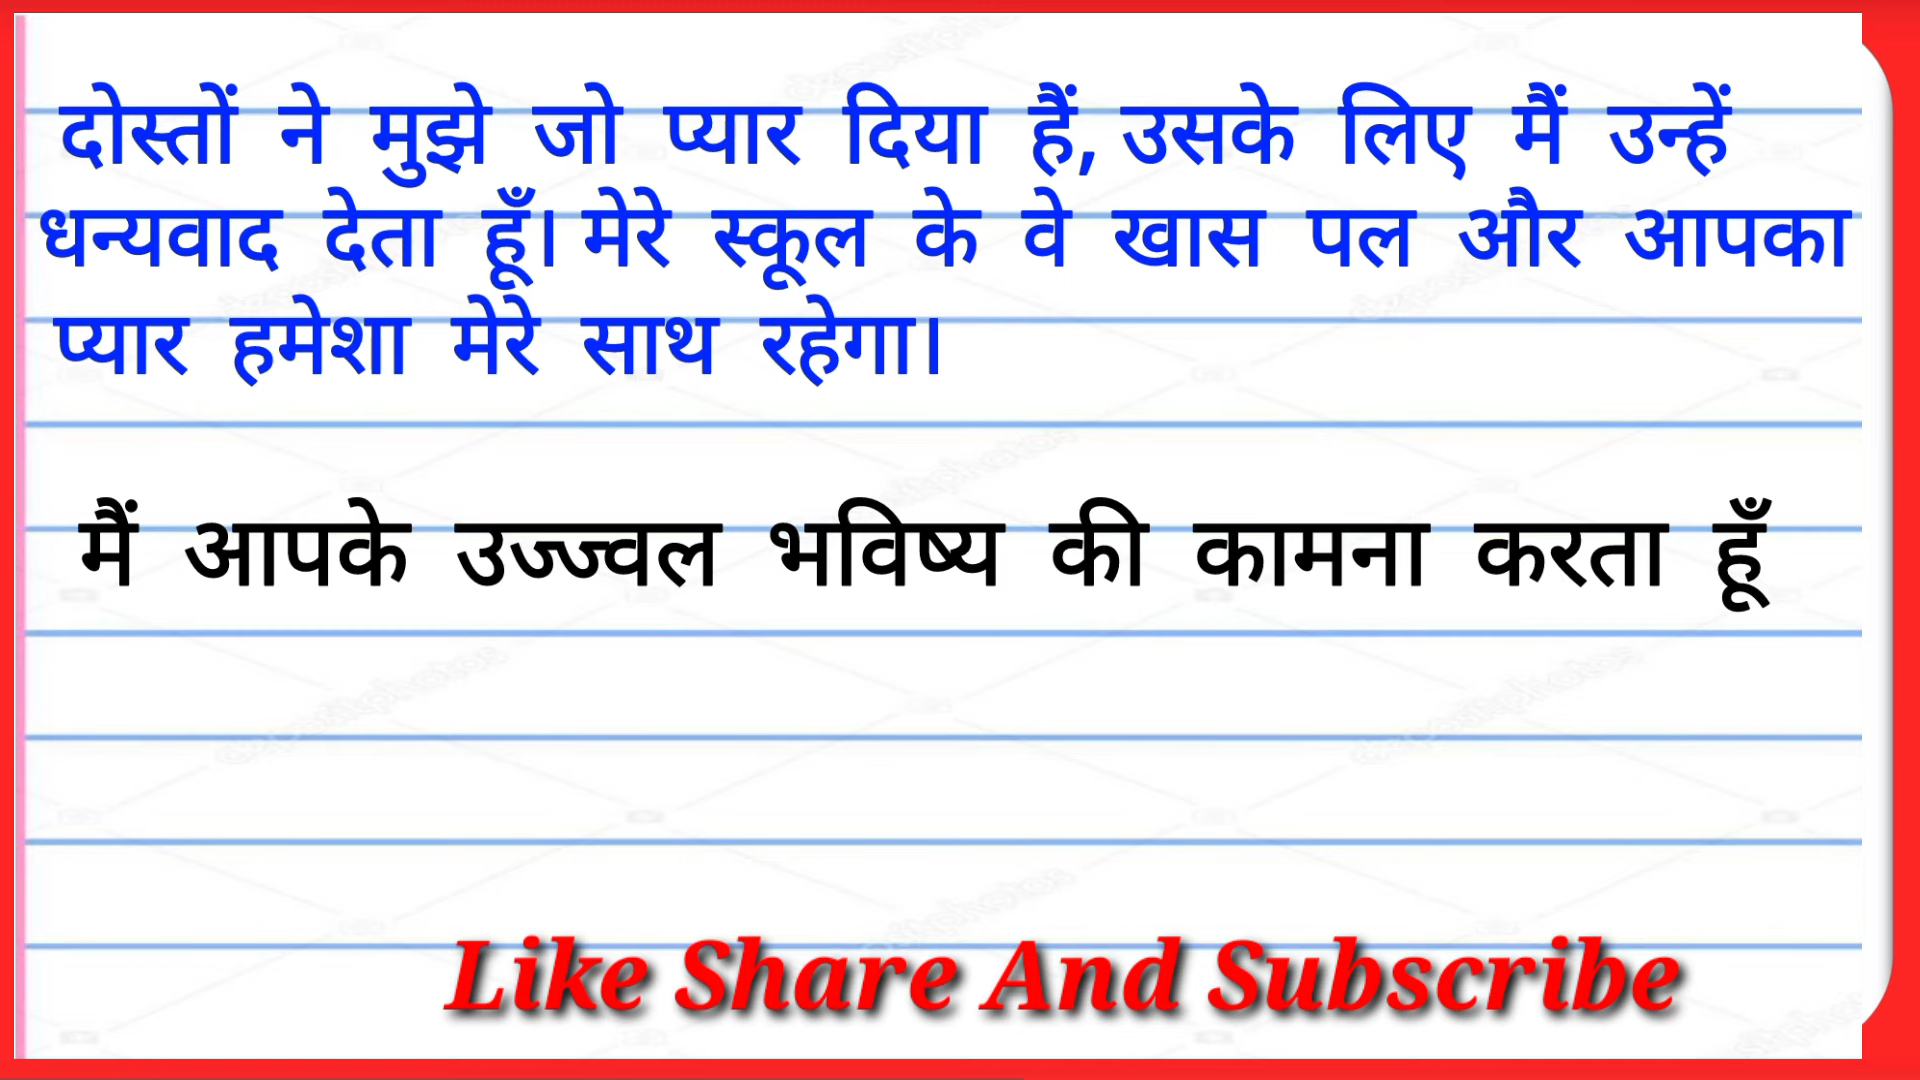 दोस्तों ने मुझे जो प्यार दिया हैं, उसके लिए मैं उन्हें
धन्यवाद देता हूँ। मेरे स्कूल के वे खास पल और आपका
प्यार हमेशा मेरे साथ रहेगा।
मैं आपके उज्ज्वल भविष्य की कामना करता हूँ
Like Share And Subscribe